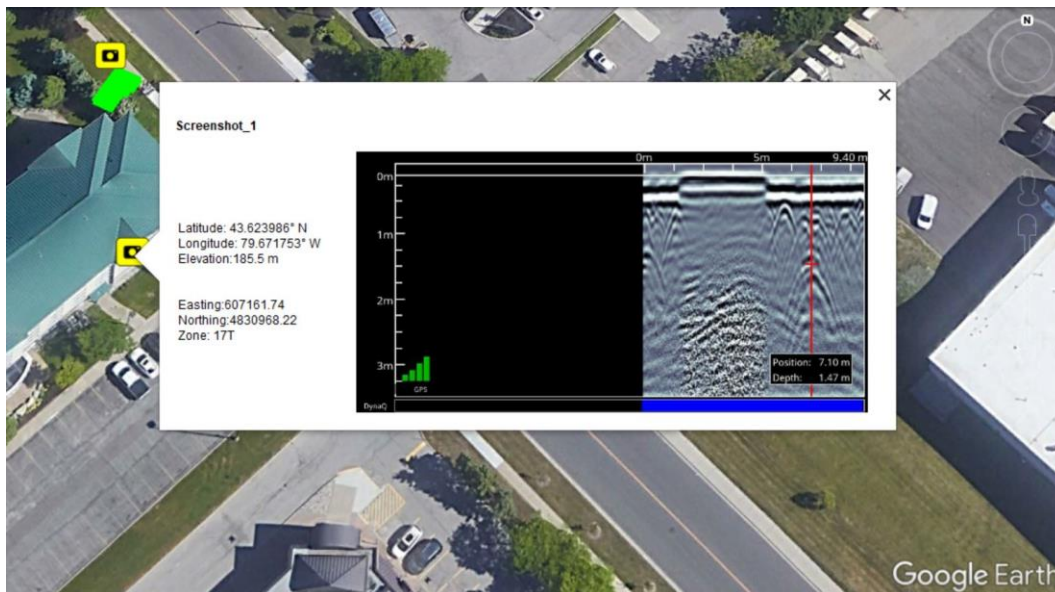 N
Screenshot_1
Latitude: 43.623986° N
Longitude: 79.671753° W
Elevation:185.5 m
Easting:607161.74
Northing:4830968.22
Zone: 17T
0m 5m 9.40 m
0m
1m
2m
3m
GPS
Position: 7.10 m
Depth: 1.47 m
DynaQ
Google Earth